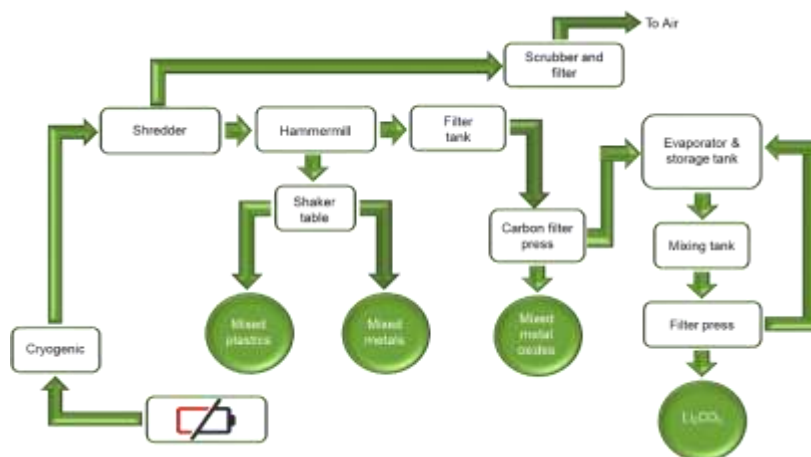 To Air
Scrubber and
filter
Shredder
Hammermill
Filter
tank
Evaporator &
storage tank
Shaker
table
Carbon filter
press
Mixing tank
Mixed
plastics
Mixed
metals
Mixed
metal
oxides
Filter press
Cryogenic
Li₂CO₃